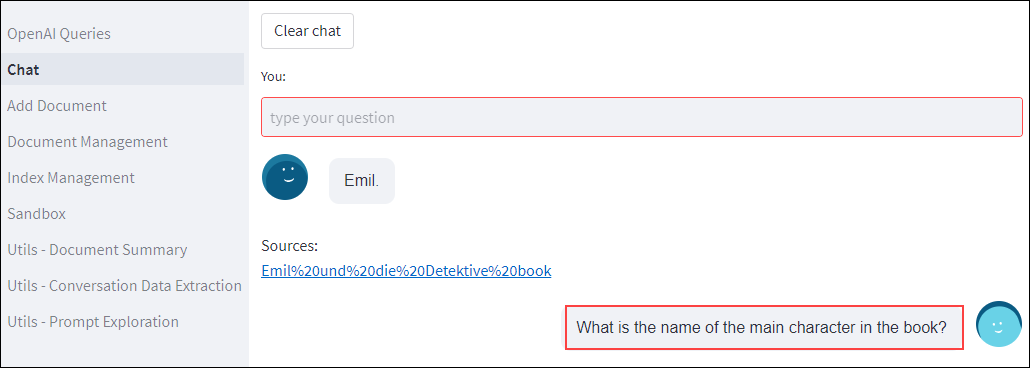 OpenAI Queries
Chat
Add Document
Document Management
Index Management
Sandbox
Utils - Document Summary
Utils - Conversation Data Extraction
Utils - Prompt Exploration
Clear chat
You:
type your question
Emil.
Sources:
Emil%20und%20die%20Detektive%20book
What is the name of the main character in the book?